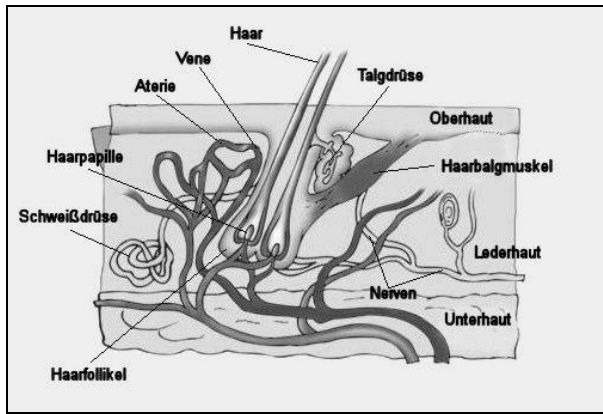 Haar
Vene
Talgdrüse
Aterie
Oberhaut
Haarpapille
Haarbalgmuskel
Schweißdrüse
Lederhaut
Nerven
Unterhaut
Haarfollikel